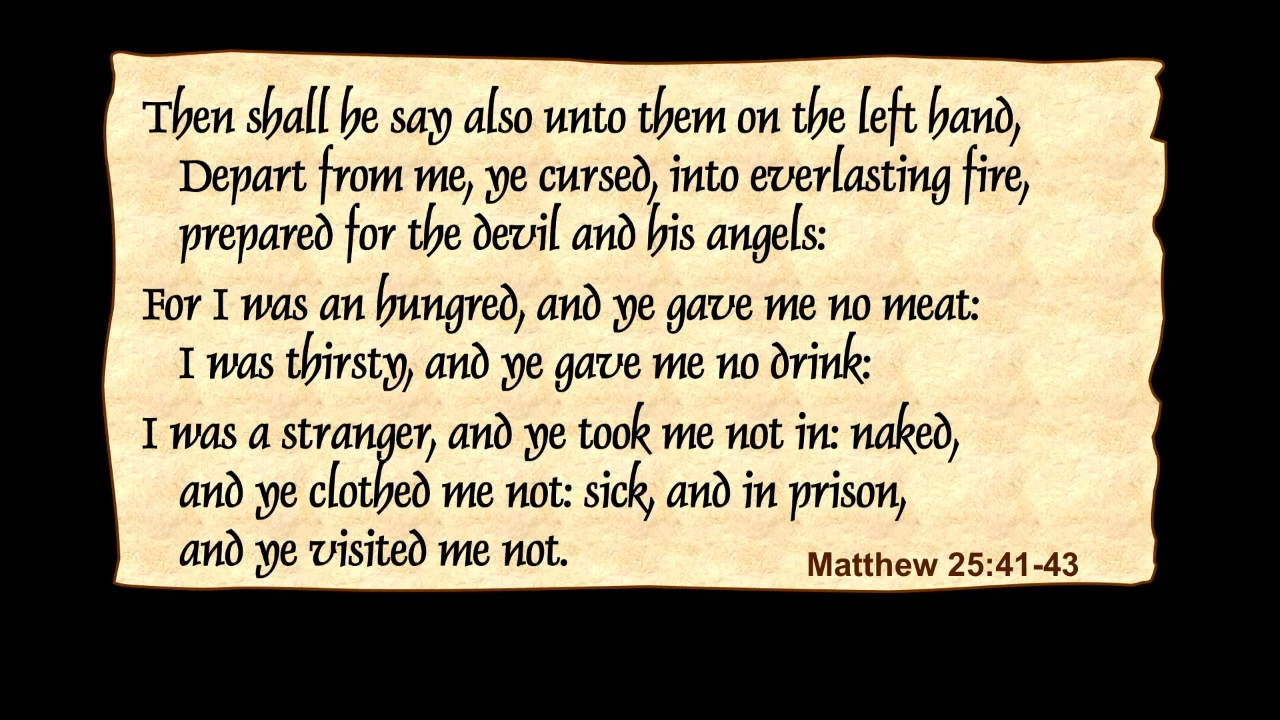 Then shall he say also unto them on the left hand,
Depart from me, ye cursed, into everlasting fire,
prepared for the devil and his angels:
For I was an hungred, and ye gave me no meat:
I was thirsty, and ye gave me no drink:
I was a stranger, and ye took me not in: naked,
and ye clothed me not: sick, and in prison,
and ye visited me not.
Matthew 25:41-43